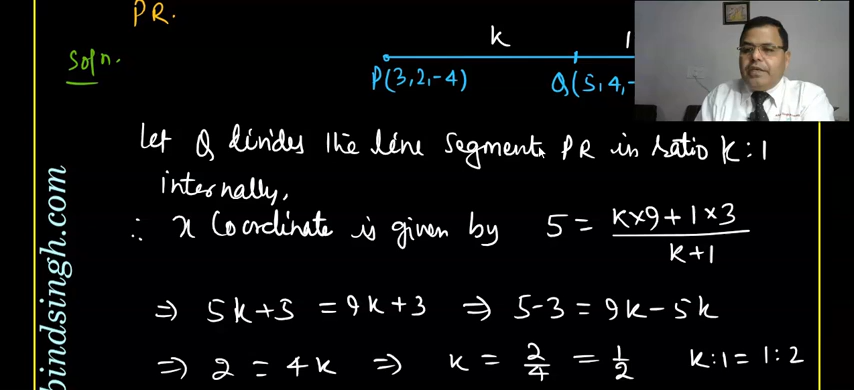 PR.
Soln.
k 1
P(3,2,-4) Q(5,4,-
Let Q divides the line segment PR in ratio k:1
internally,
∴ x Coordinate is given by 5 = k×9+1×3 / k+1
⇒ 5k+5 = 9k+3 ⇒ 5-3 = 9k-5k
⇒ 2 = 4k ⇒ k = 2/4 = 1/2 k:1 = 1:2
bindsingh.com